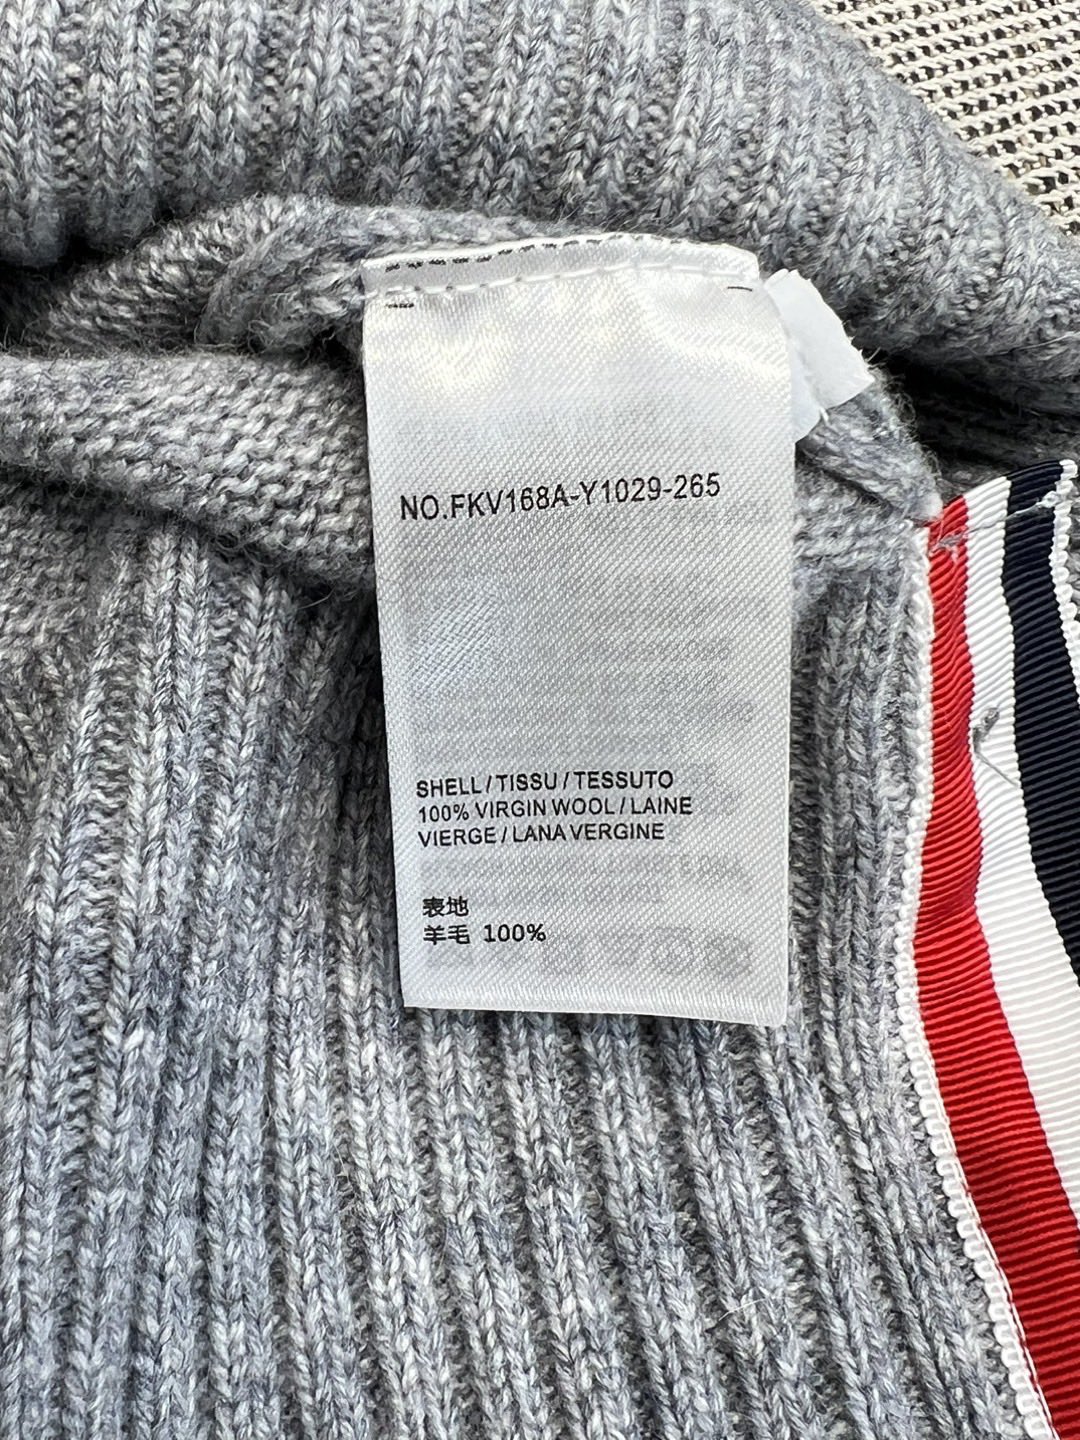 NO.FKV168A-Y1029-265
SHELL / TISSU / TESSUTO
100% VIRGIN WOOL / LAINE
VIERGE / LANA VERGINE
表地
羊毛 100%